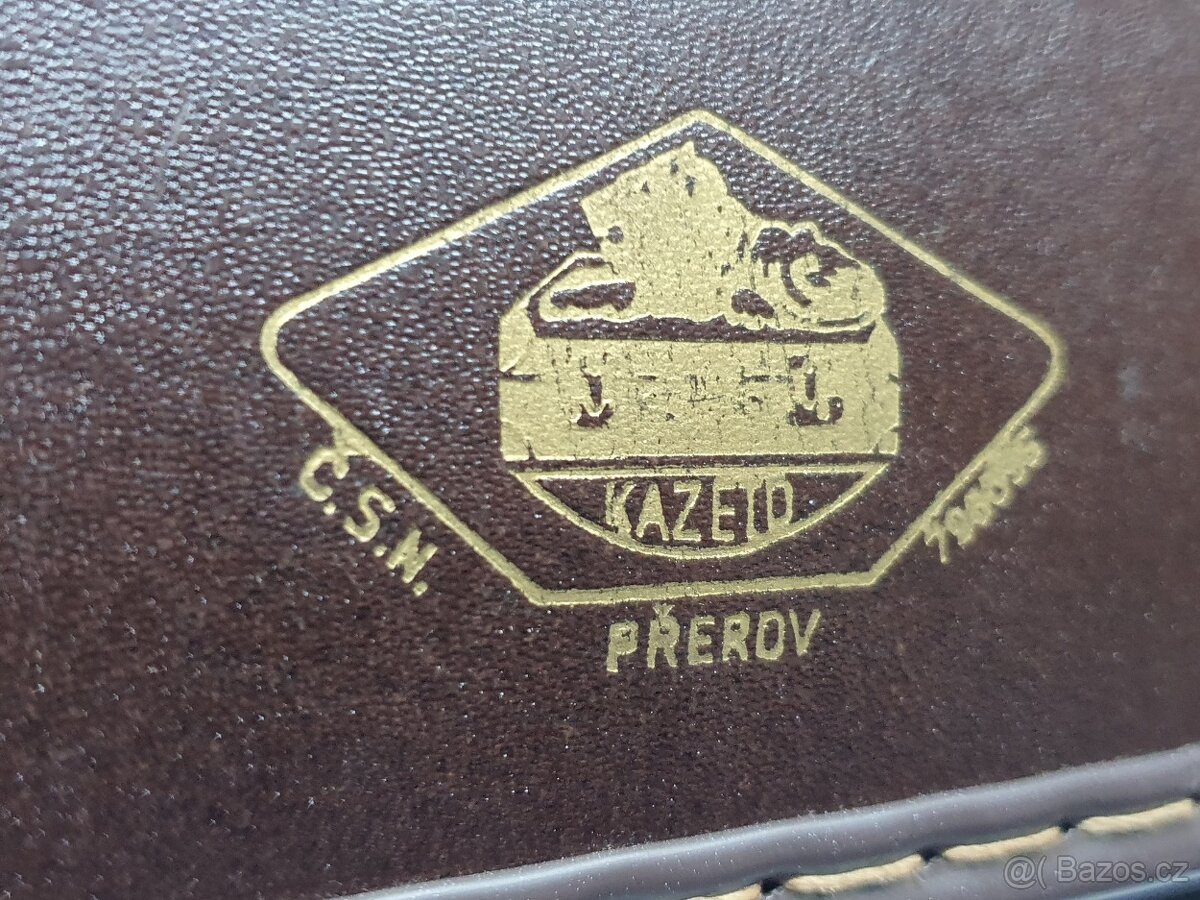 KAZETO
Č.S.N.
PŘEROV
@( Bazos.cz